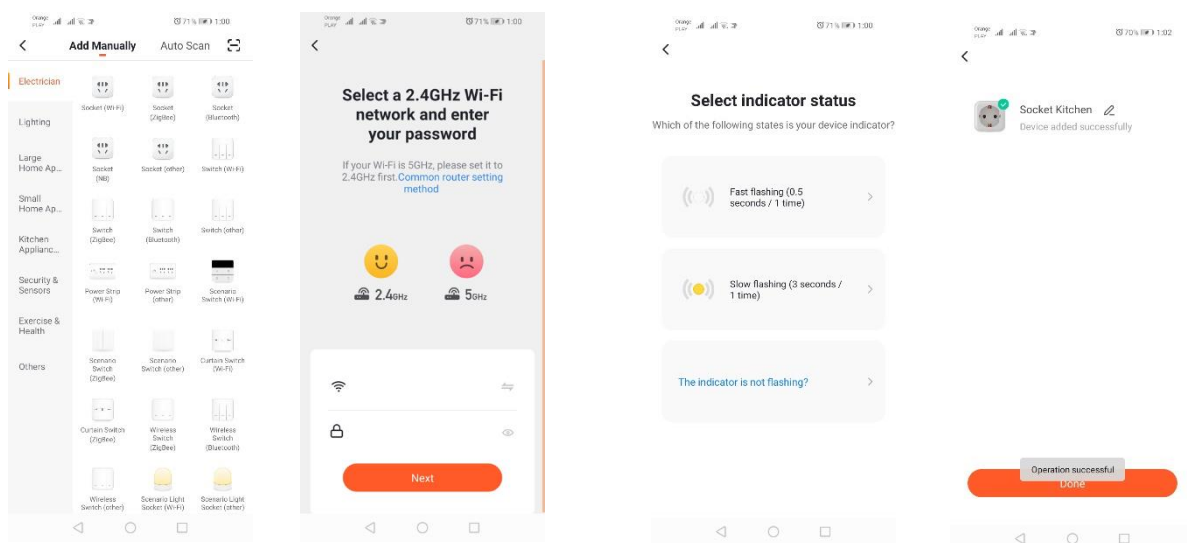 Orange
PLAY
71% 1:00
Add Manually Auto Scan
Electrician
Lighting
Large
Home Ap...
Small
Home Ap...
Kitchen
Applianc...
Security &
Sensors
Exercise &
Health
Others
Socket (Wi-Fi)
Socket
(ZigBee)
Socket
(Bluetooth)
Socket
(NB)
Socket (other)
Switch (Wi-Fi)
Switch
(ZigBee)
Switch
(Bluetooth)
Switch (other)
Power Strip
(Wi-Fi)
Power Strip
(other)
Scenario
Switch (Wi-Fi)
Scenario
Switch
(ZigBee)
Scenario
Switch (other)
Curtain Switch
(Wi-Fi)
Curtain Switch
(ZigBee)
Wireless
Switch
(ZigBee)
Wireless
Switch
(Bluetooth)
Wireless
Switch (other)
Scenario Light
Socket (Wi-Fi)
Scenario Light
Socket (other)
Orange
PLAY
71% 1:00
Select a 2.4GHz Wi-Fi
network and enter
your password
If your Wi-Fi is 5GHz, please set it to
2.4GHz first.Common router setting
method
2.4GHz
5GHz
Next
Orange
PLAY
71% 1:00
Select indicator status
Which of the following states is your device indicator?
Fast flashing (0.5
seconds / 1 time)
Slow flashing (3 seconds /
1 time)
The indicator is not flashing?
Orange
PLAY
70% 1:02
Socket Kitchen
Device added successfully
Operation successful
Done